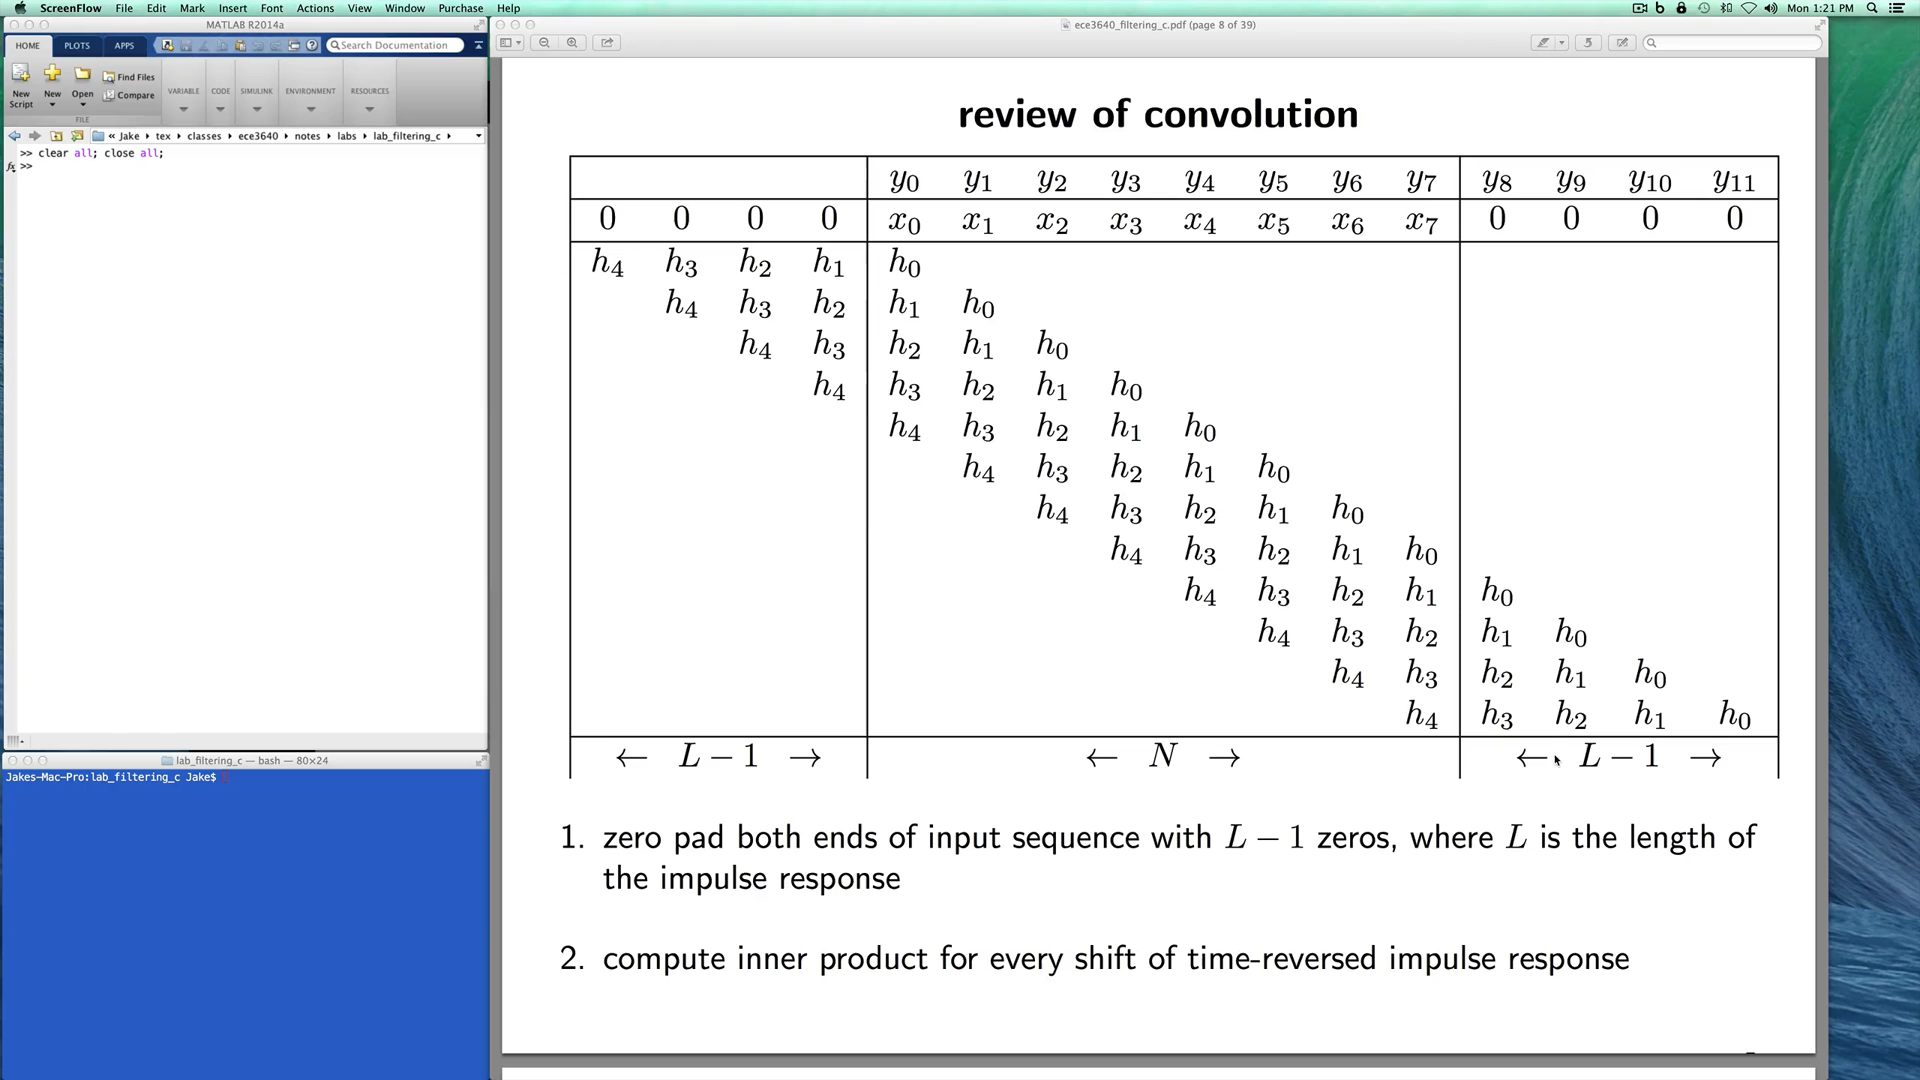 ScreenFlow File Edit Mark Insert Font Actions View Window Purchase Help Mon 1:21 PM
MATLAB R2014a
HOME PLOTS APPS Search Documentation
New Script New Open Find Files Compare VARIABLE CODE SIMULINK ENVIRONMENT RESOURCES
FILE
« Jake ▸ tex ▸ classes ▸ ece3640 ▸ notes ▸ labs ▸ lab_filtering_c ▸
>> clear all; close all;
fx >>
lab_filtering_c — bash — 80×24
Jakes-Mac-Pro:lab_filtering_c Jake$
ece3640_filtering_c.pdf (page 8 of 39)
review of convolution
y0 y1 y2 y3 y4 y5 y6 y7 y8 y9 y10 y11
0 0 0 0 x0 x1 x2 x3 x4 x5 x6 x7 0 0 0 0
h4 h3 h2 h1 h0
h4 h3 h2 h1 h0
h4 h3 h2 h1 h0
h4 h3 h2 h1 h0
h4 h3 h2 h1 h0
h4 h3 h2 h1 h0
h4 h3 h2 h1 h0
h4 h3 h2 h1 h0
h4 h3 h2 h1 h0
h4 h3 h2 h1 h0
h4 h3 h2 h1 h0
h4 h3 h2 h1 h0
← L − 1 → ← N → ← L − 1 →
1. zero pad both ends of input sequence with L − 1 zeros, where L is the length of
the impulse response
2. compute inner product for every shift of time-reversed impulse response